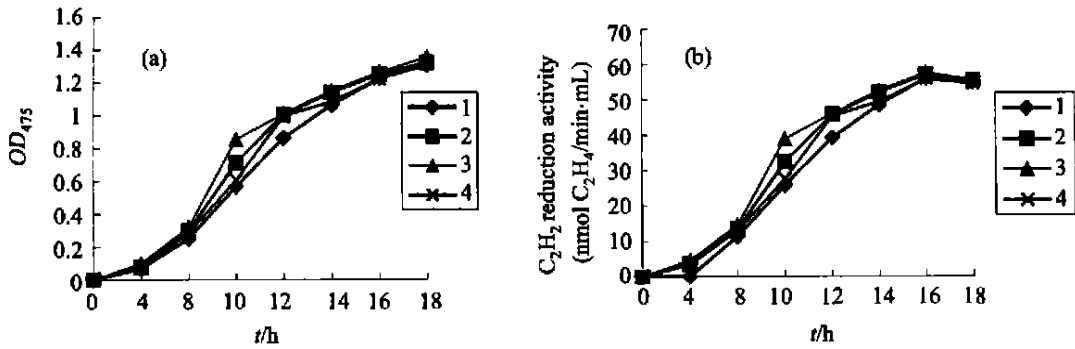 1.6
1.4
1.2
1
0.8
0.6
0.4
0.2
0
OD475
(a)
0 4 8 10 12 14 16 18
t/h
1
2
3
4
70
60
50
40
30
20
10
0
C2H2 reduction activity
(nmol C2H4/min·mL)
(b)
0 4 8 10 12 14 16 18
t/h
1
2
3
4